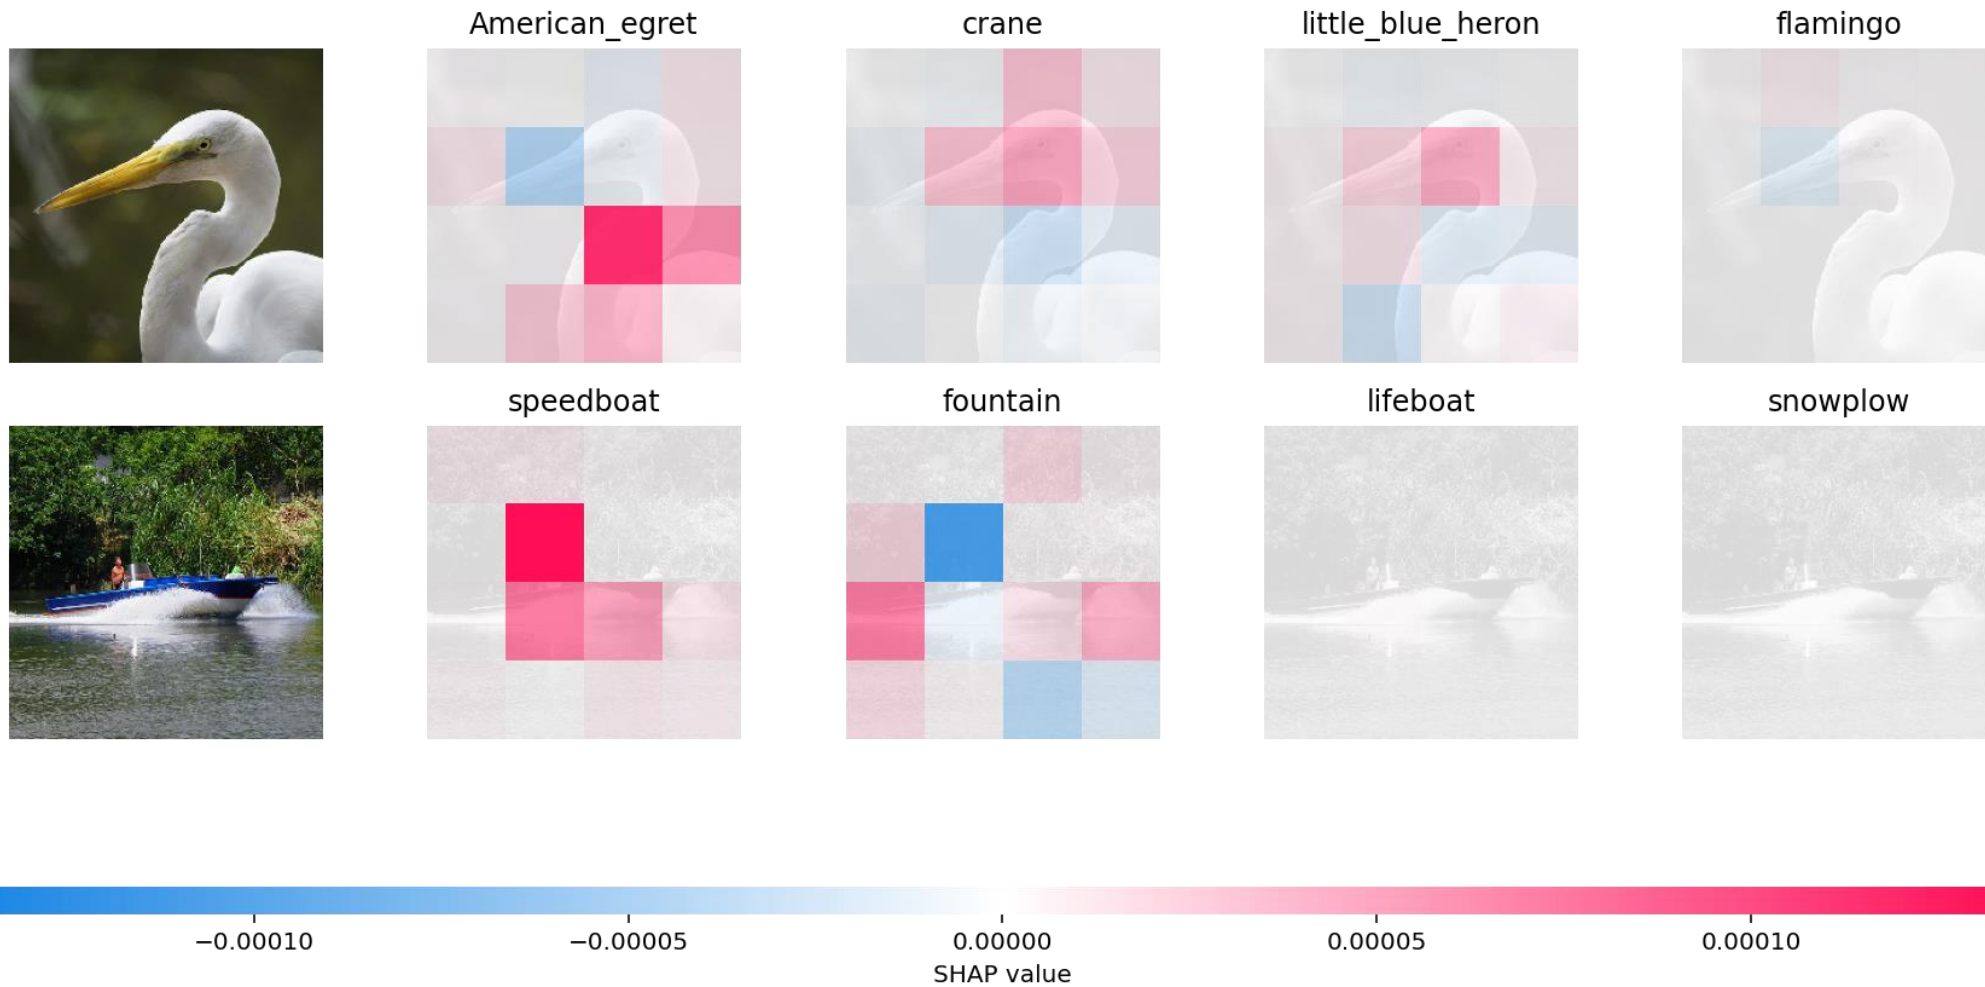 American_egret
crane
little_blue_heron
flamingo
speedboat
fountain
lifeboat
snowplow
−0.00010
−0.00005
0.00000
0.00005
0.00010
SHAP value